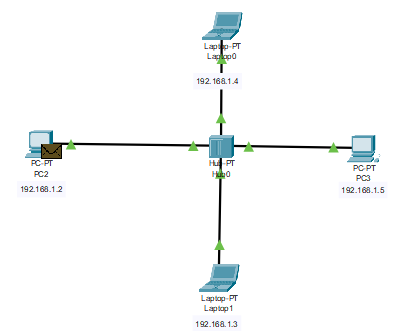 Laptop-PT
Laptop0
192.168.1.4
PC-PT
PC2
192.168.1.2
Hub-PT
Hub0
PC-PT
PC3
192.168.1.5
Laptop-PT
Laptop1
192.168.1.3